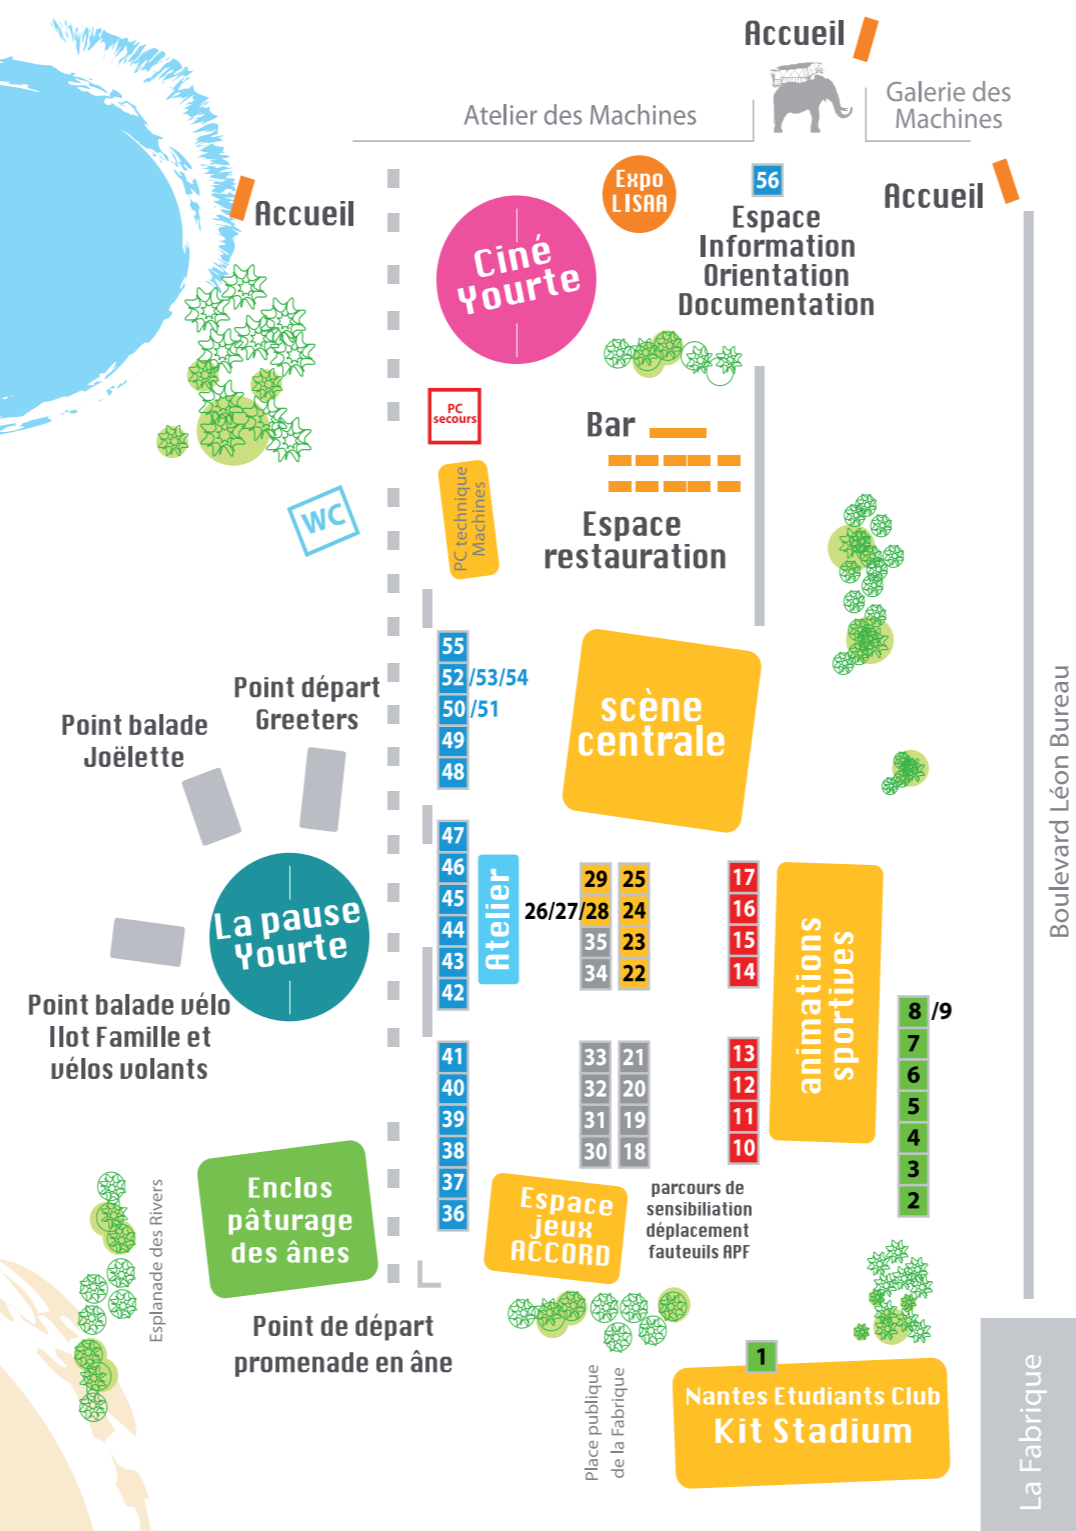 Accueil
Atelier des Machines
Galerie des
Machines
Expo
LISAA
56
Accueil
Accueil
Espace
Information
Orientation
Documentation
Ciné
Yourte
PC
secours
Bar
PC technique
Machines
WC
Espace
restauration
55
52/53/54
50/51
49
48
scène
centrale
Point départ
Greeters
Point balade
Joëlette
Boulevard Léon Bureau
47
46
45
44
43
42
Atelier
29
26/27/28
35
34
25
24
23
22
17
16
15
14
animations
sportives
La pause
Yourte
Point balade vélo
Ilot Famille et
vélos volants
8/9
7
6
5
4
3
2
41
40
39
38
37
36
33
32
31
30
21
20
19
18
13
12
11
10
Enclos
pâturage
des ânes
Espace
jeux
ACCORD
parcours de
sensibiliation
déplacement
fauteuils APF
Esplanade des Rivers
Point de départ
promenade en âne
1
Nantes Etudiants Club
Kit Stadium
Place publique
de la Fabrique
La Fabrique